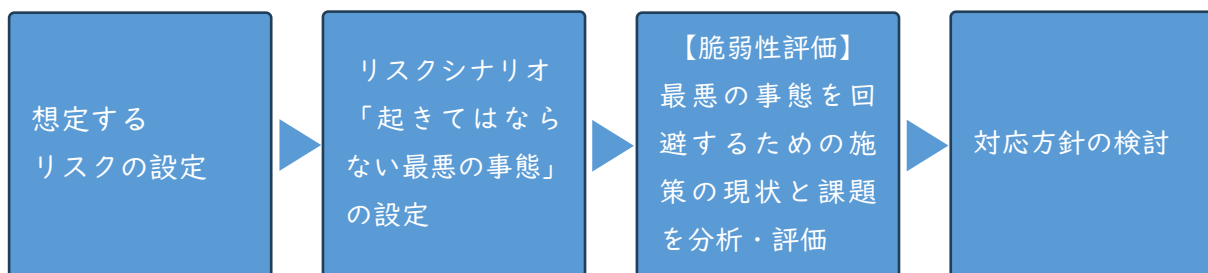 想定する
リスクの設定
リスクシナリオ
「起きてはなら
ない最悪の事態」
の設定
【脆弱性評価】
最悪の事態を回
避するための施
策の現状と課題
を分析・評価
対応方針の検討